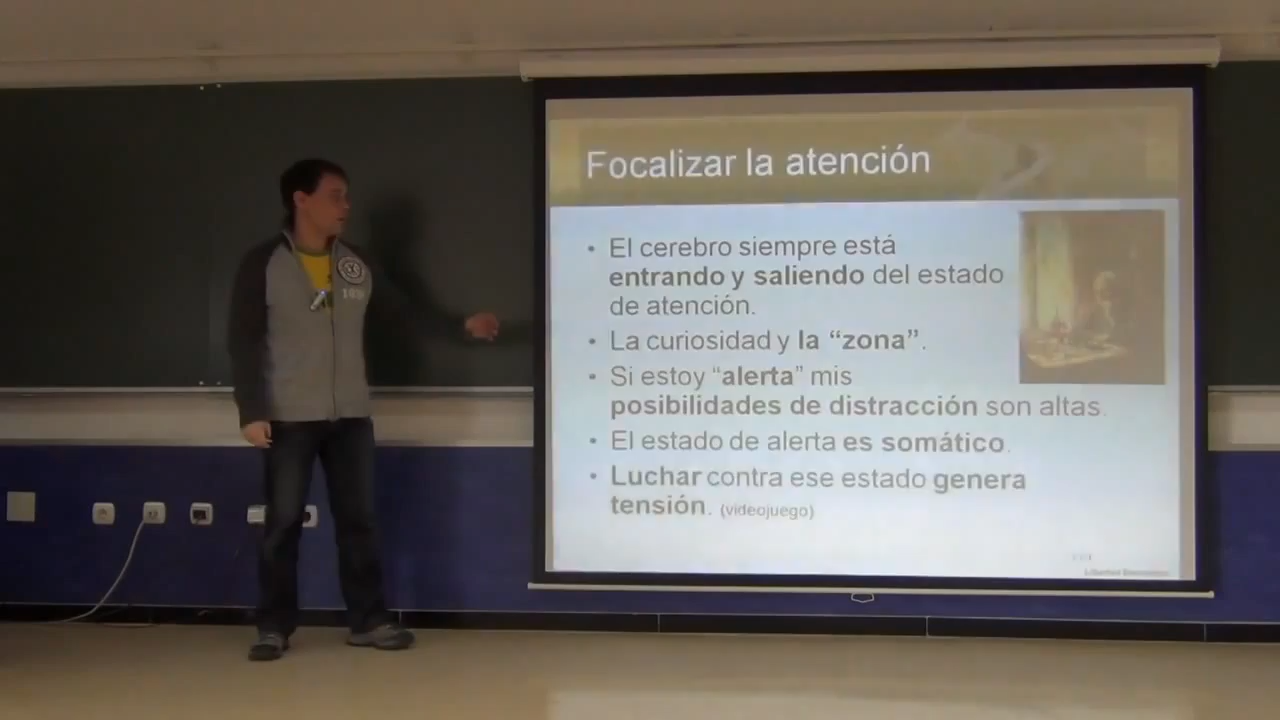 Focalizar la atención
• El cerebro siempre está
entrando y saliendo del estado
de atención.
• La curiosidad y la “zona”.
• Si estoy “alerta” mis
posibilidades de distracción son altas.
• El estado de alerta es somático.
• Luchar contra ese estado genera
tensión. (videojuego)